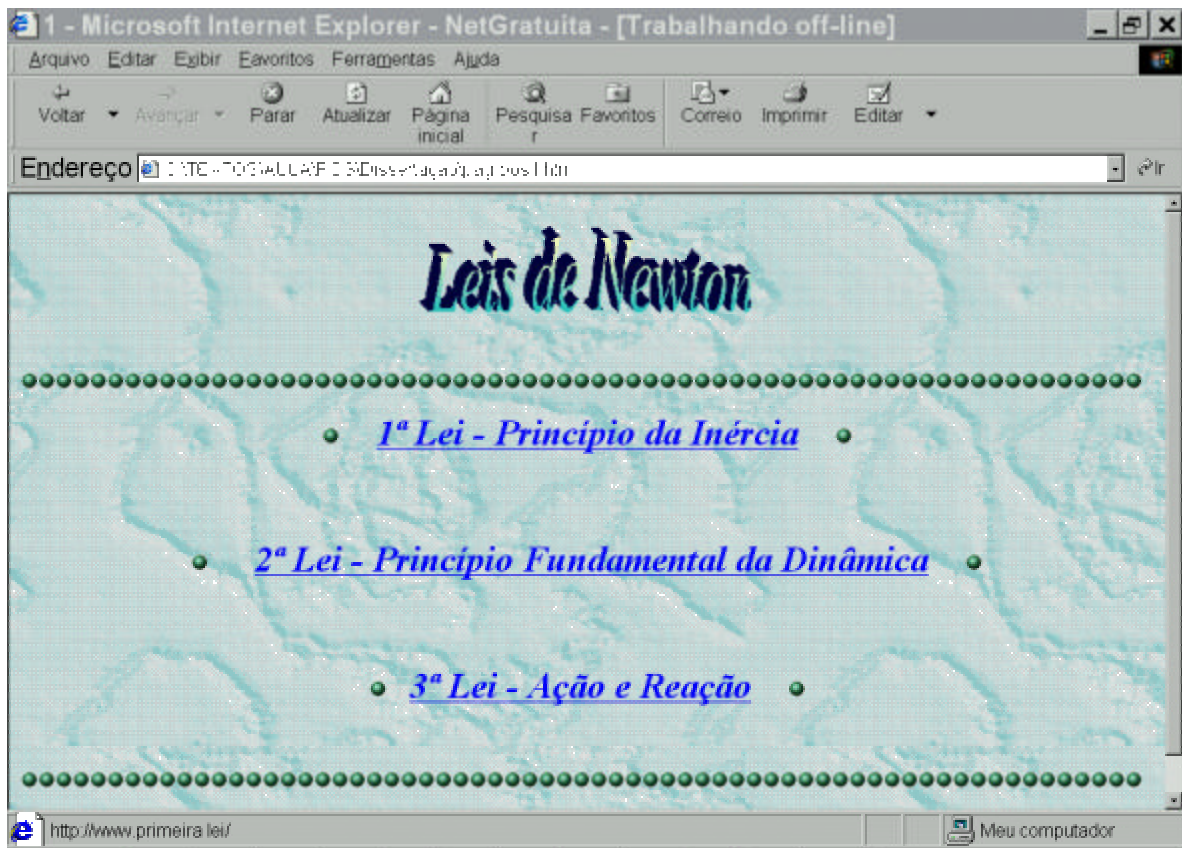 1 - Microsoft Internet Explorer - NetGratuita - [Trabalhando off-line]
Arquivo Editar Exibir Favoritos Ferramentas Ajuda
Voltar Avançar Parar Atualizar Página inicial Pesquisar Favoritos Correio Imprimir Editar
Endereço Ir
Leis de Newton
1ª Lei - Princípio da Inércia
2ª Lei - Princípio Fundamental da Dinâmica
3ª Lei - Ação e Reação
http://www.primeira lei/ Meu computador